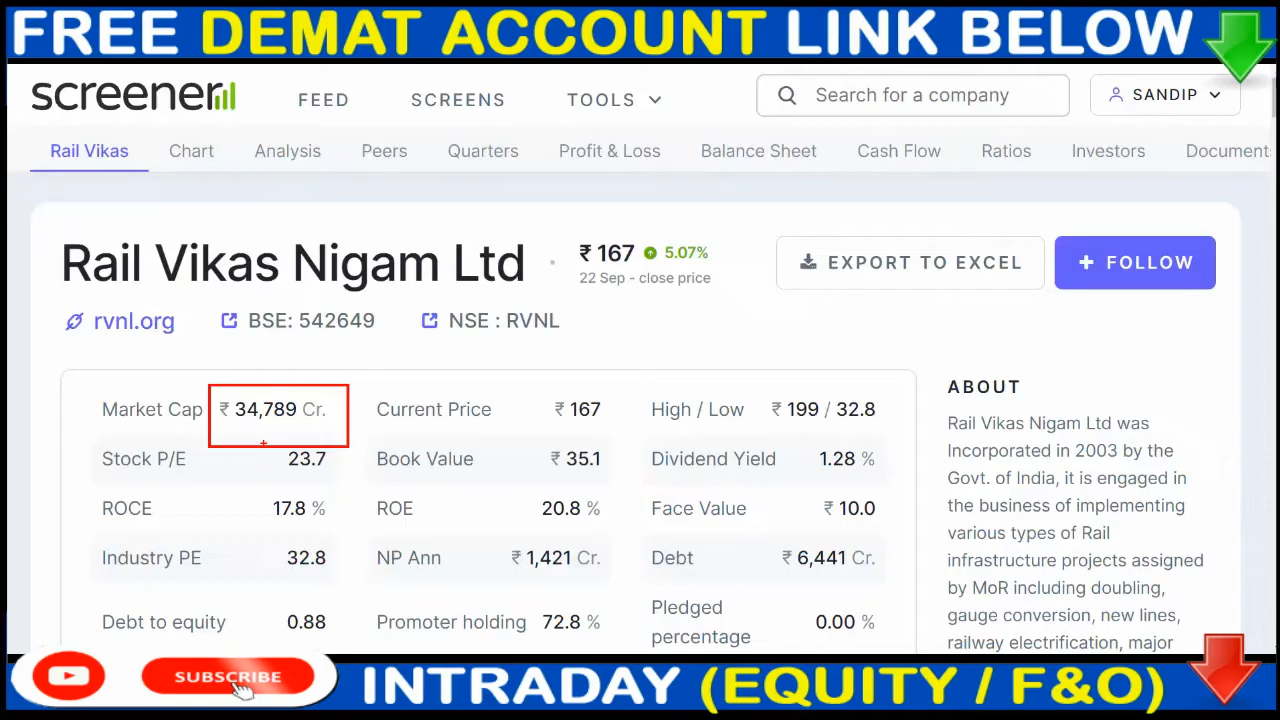 FREE DEMAT ACCOUNT LINK BELOW
screener FEED SCREENS TOOLS Search for a company SANDIP
Rail Vikas Chart Analysis Peers Quarters Profit & Loss Balance Sheet Cash Flow Ratios Investors Document
Rail Vikas Nigam Ltd · ₹ 167 5.07%
22 Sep - close price
EXPORT TO EXCEL
+ FOLLOW
rvnl.org BSE: 542649 NSE : RVNL
Market Cap ₹ 34,789 Cr. Current Price ₹ 167 High / Low ₹ 199 / 32.8
Stock P/E 23.7 Book Value ₹ 35.1 Dividend Yield 1.28 %
ROCE 17.8 % ROE 20.8 % Face Value ₹ 10.0
Industry PE 32.8 NP Ann ₹ 1,421 Cr. Debt ₹ 6,441 Cr.
Debt to equity 0.88 Promoter holding 72.8 % Pledged percentage 0.00 %
ABOUT
Rail Vikas Nigam Ltd was
Incorporated in 2003 by the
Govt. of India, it is engaged in
the business of implementing
various types of Rail
infrastructure projects assigned
by MoR including doubling,
gauge conversion, new lines,
railway electrification, major
SUBSCRIBE
INTRADAY (EQUITY / F&O)